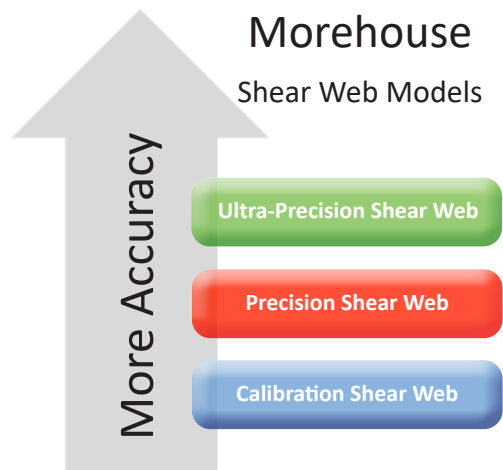 Morehouse
Shear Web Models
More Accuracy
Ultra-Precision Shear Web
Precision Shear Web
Calibration Shear Web